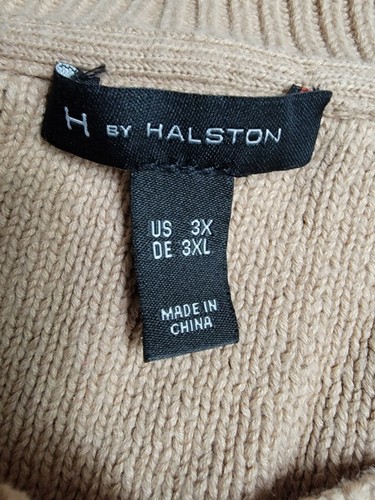 H BY HALSTON
US 3X
DE 3XL
MADE IN
CHINA